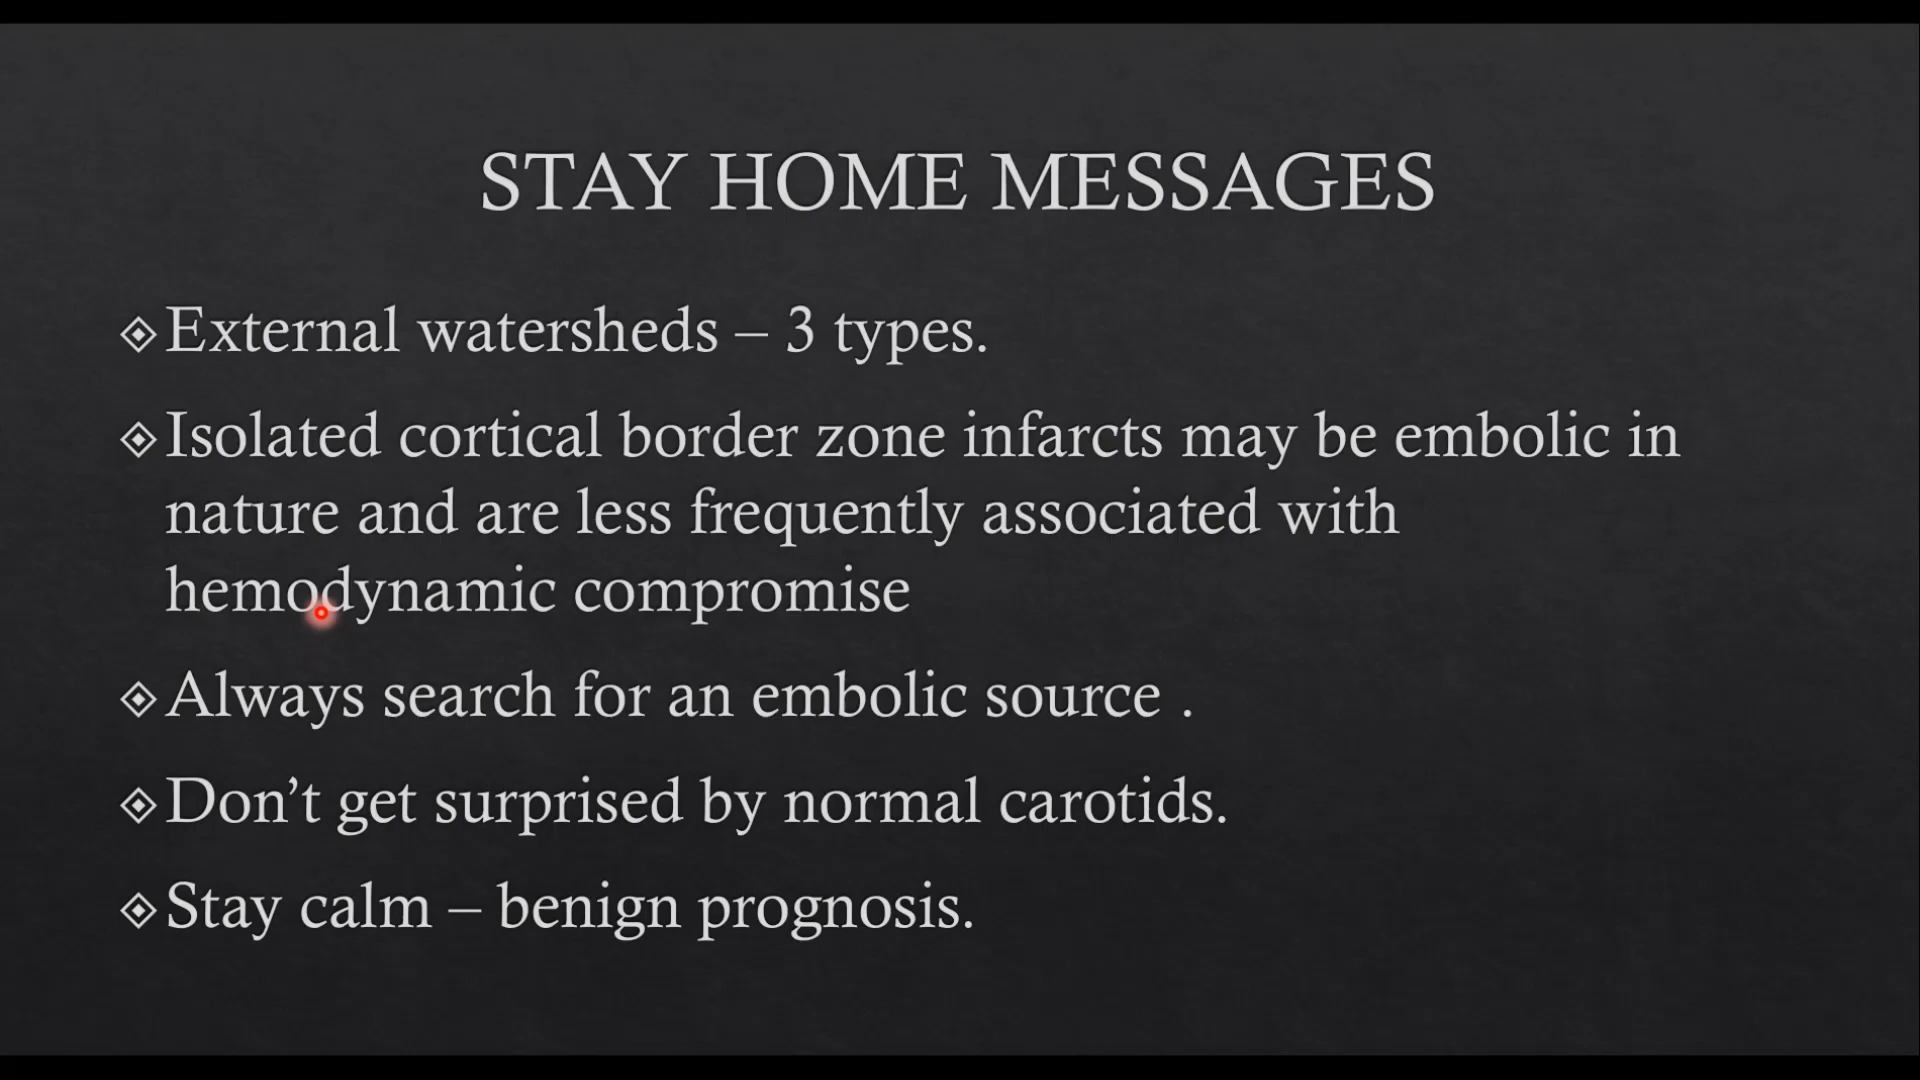 STAY HOME MESSAGES
External watersheds – 3 types.
Isolated cortical border zone infarcts may be embolic in
nature and are less frequently associated with
hemodynamic compromise
Always search for an embolic source .
Don’t get surprised by normal carotids.
Stay calm – benign prognosis.